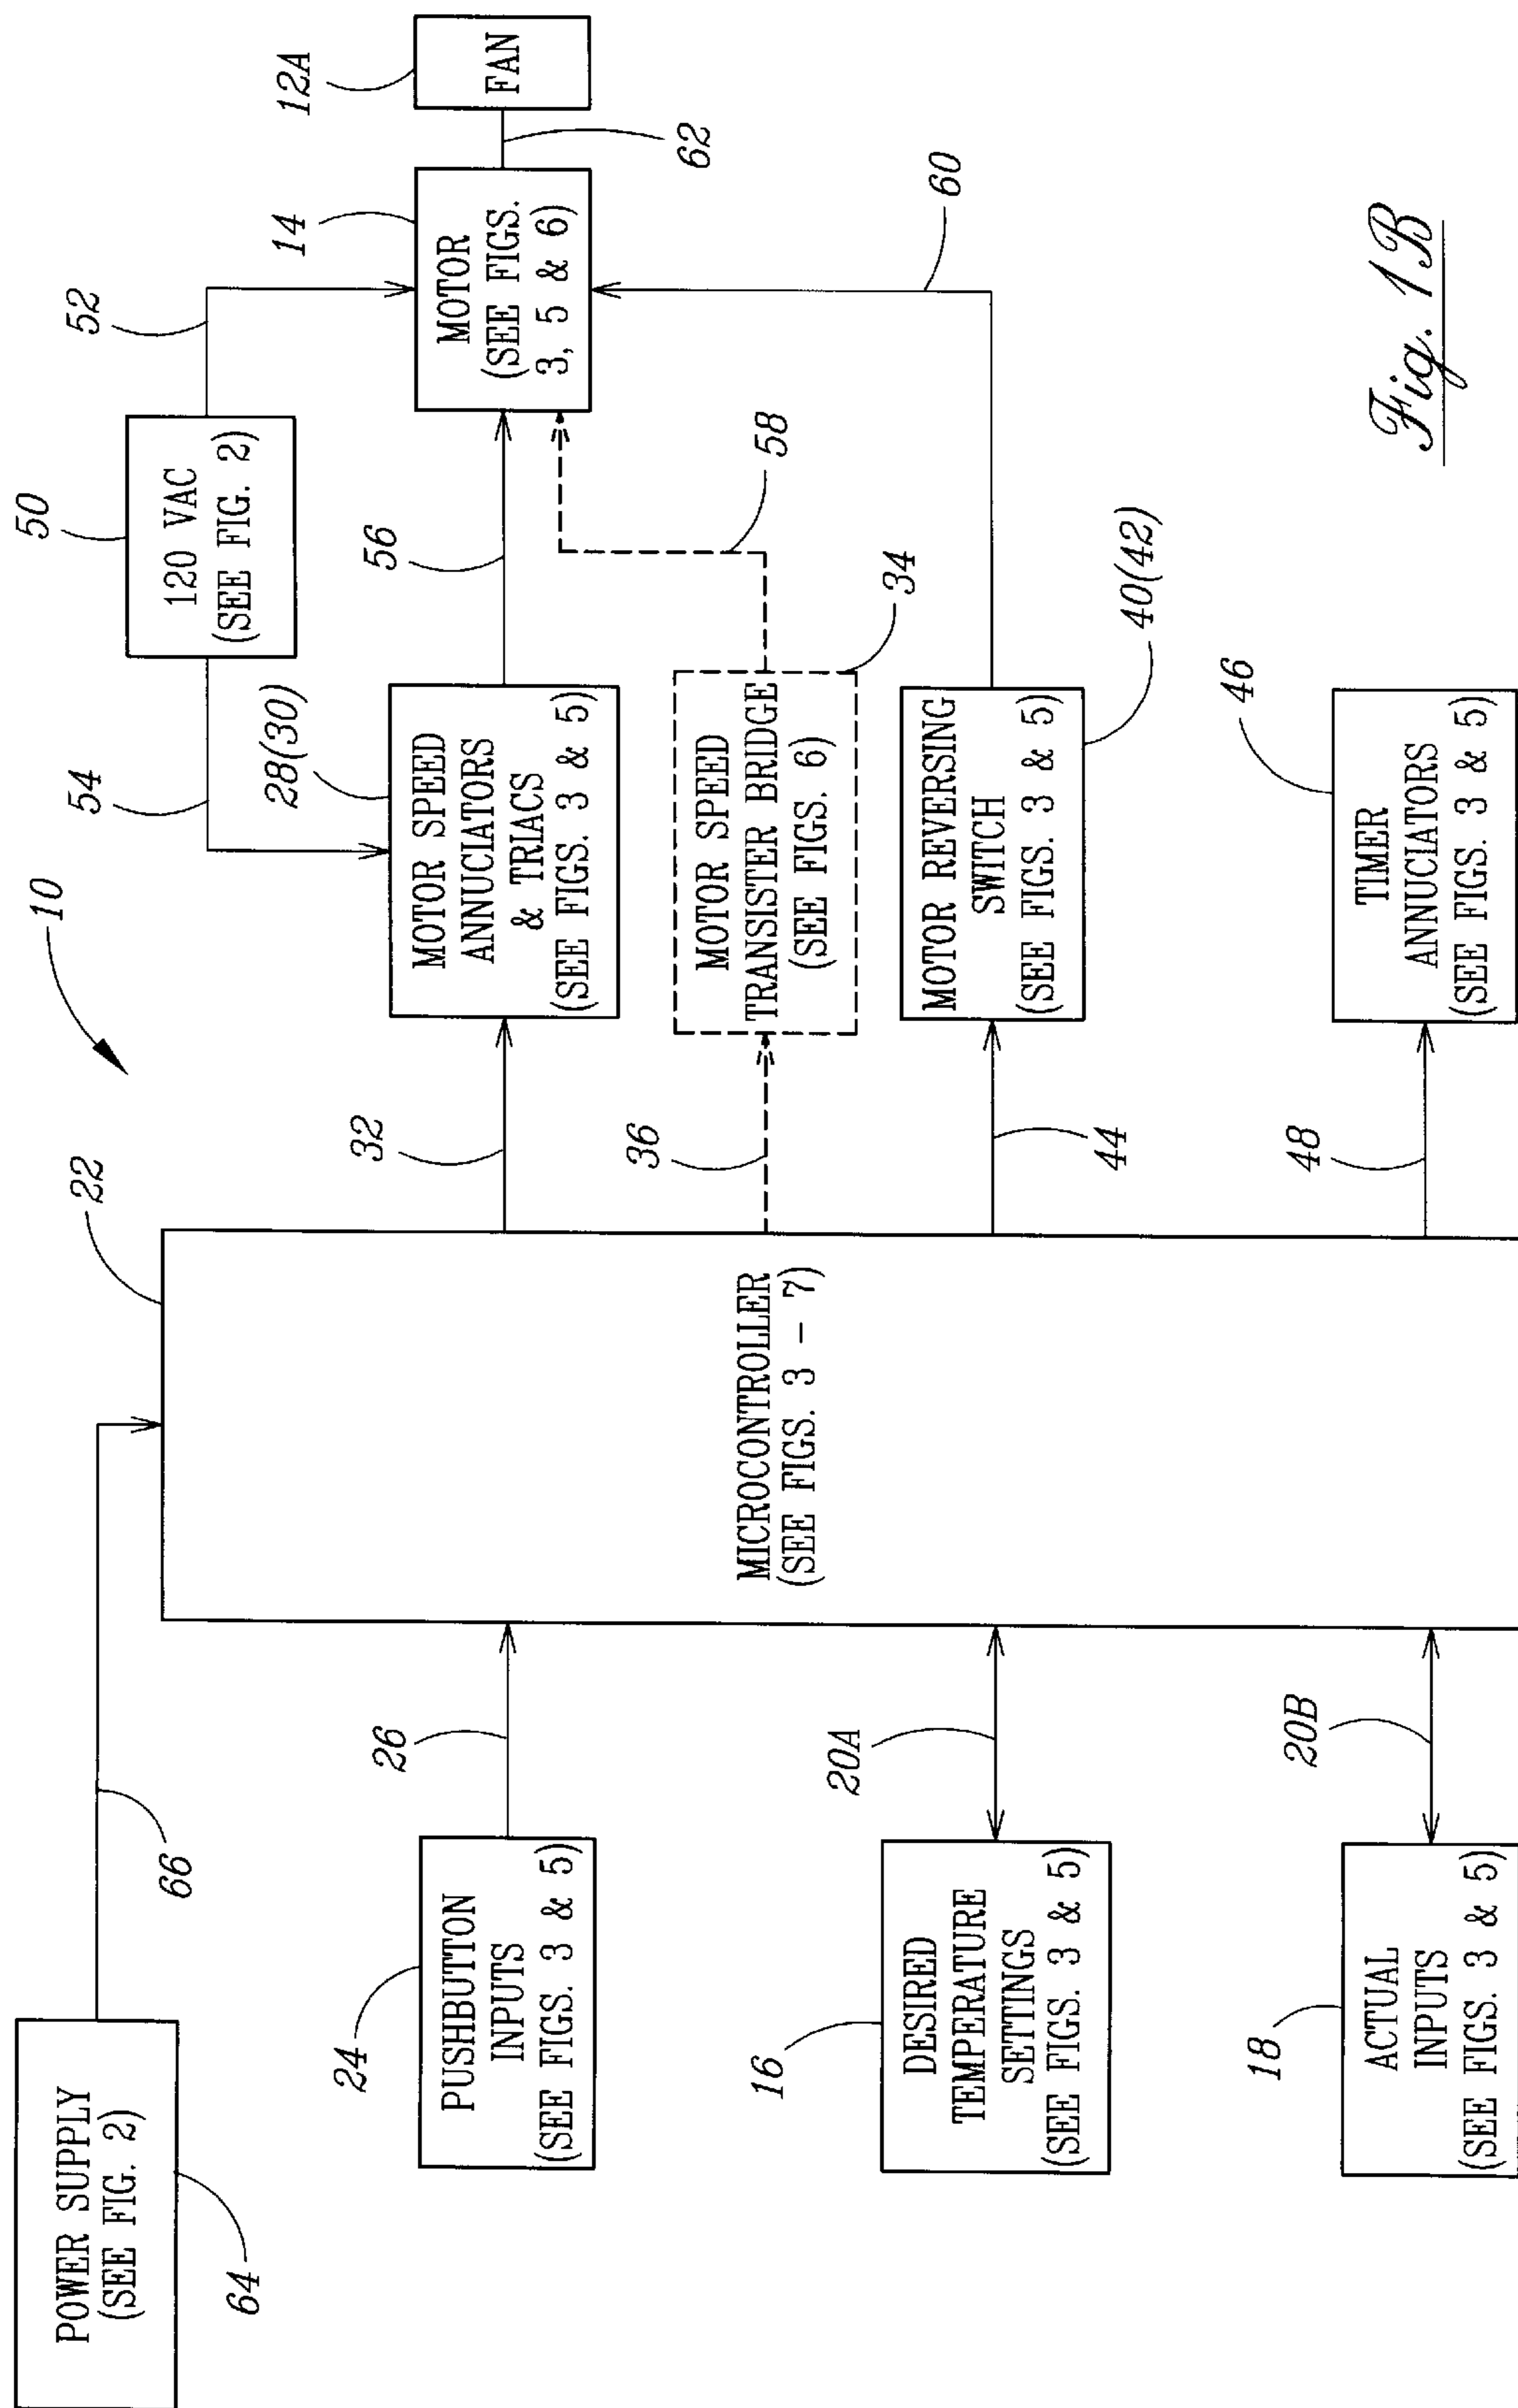 10
POWER SUPPLY
(SEE FIG. 2)
64
66
22
MICROCONTROLLER
(SEE FIGS. 3 - 7)
24
PUSHBUTTON
INPUTS
(SEE FIGS. 3 & 5)
26
16
DESIRED
TEMPERATURE
SETTINGS
(SEE FIGS. 3 & 5)
20A
18
ACTUAL
INPUTS
(SEE FIGS. 3 & 5)
20B
50
120 VAC
(SEE FIG. 2)
52
54
28(30)
MOTOR SPEED
ANNUCIATORS
& TRIACS
(SEE FIGS. 3 & 5)
32
56
MOTOR SPEED
TRANSISTER BRIDGE
(SEE FIGS. 6)
34
36
58
MOTOR REVERSING
SWITCH
(SEE FIGS. 3 & 5)
40(42)
44
60
46
TIMER
ANNUCIATORS
(SEE FIGS. 3 & 5)
48
14
MOTOR
(SEE FIGS.
3, 5 & 6)
62
12A
FAN
Fig. 1B